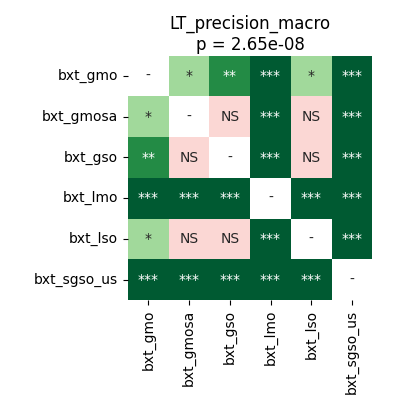 LT_precision_macro
p = 2.65e-08
bxt_gmo - * ** *** * ***
bxt_gmosa * - NS *** NS ***
bxt_gso ** NS - *** NS ***
bxt_lmo *** *** *** - *** ***
bxt_lso * NS NS *** - ***
bxt_sgso_us *** *** *** *** *** -
bxt_gmo bxt_gmosa bxt_gso bxt_lmo bxt_lso bxt_sgso_us